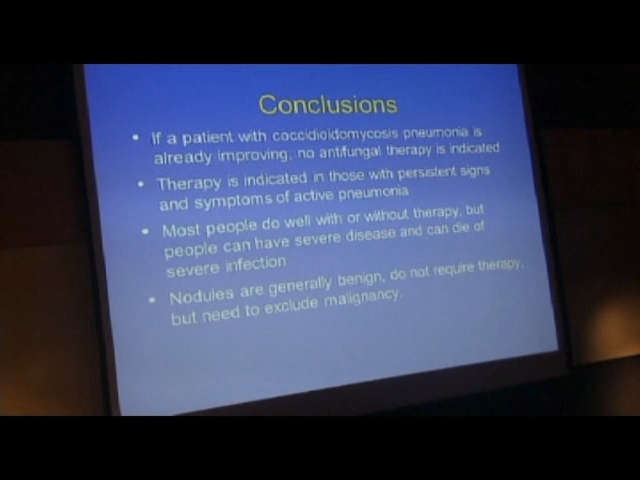 Conclusions
• If a patient with coccidioidomycosis pneumonia is
already improving, no antifungal therapy is indicated
• Therapy is indicated in those with persistent signs
and symptoms of active pneumonia
• Most people do well with or without therapy, but
people can have severe disease and can die of
severe infection
• Nodules are generally benign, do not require therapy,
but need to exclude malignancy.